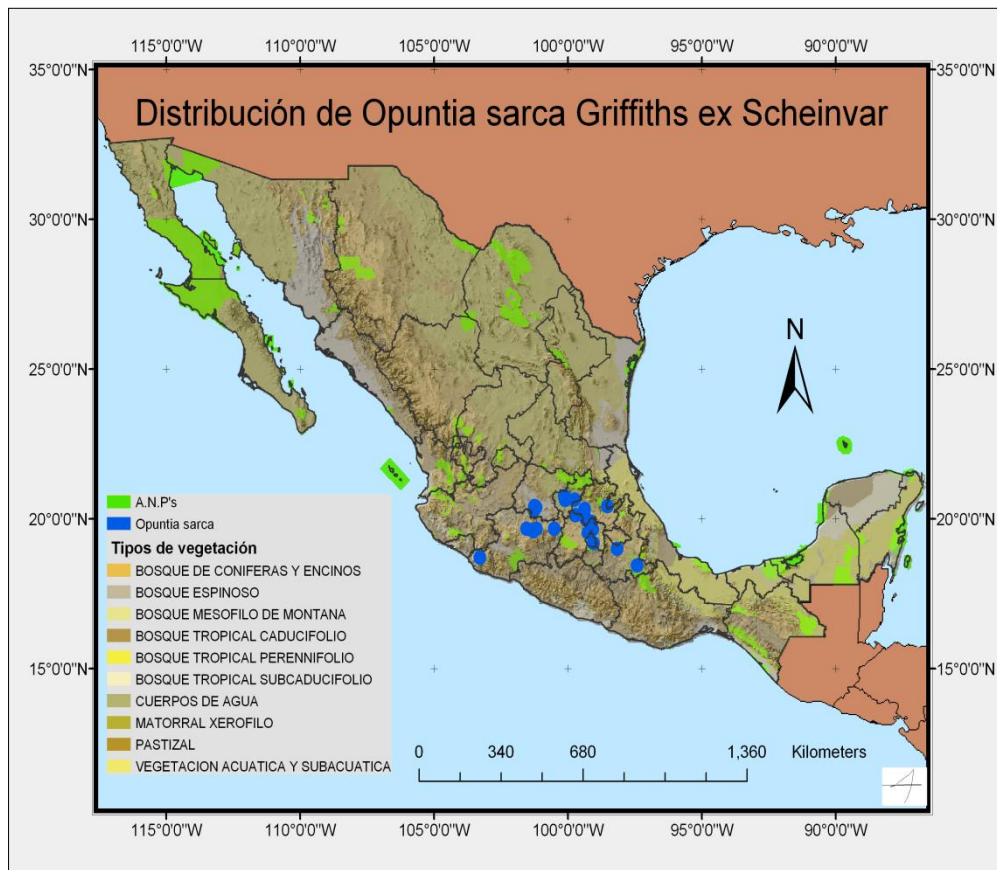 115°0'0"W 110°0'0"W 105°0'0"W 100°0'0"W 95°0'0"W 90°0'0"W
35°0'0"N 35°0'0"N
Distribución de Opuntia sarca Griffiths ex Scheinvar
30°0'0"N 30°0'0"N
N
25°0'0"N 25°0'0"N
20°0'0"N 20°0'0"N
15°0'0"N 15°0'0"N
A.N.P's
Opuntia sarca
Tipos de vegetación
BOSQUE DE CONIFERAS Y ENCINOS
BOSQUE ESPINOSO
BOSQUE MESOFILO DE MONTANA
BOSQUE TROPICAL CADUCIFOLIO
BOSQUE TROPICAL PERENNIFOLIO
BOSQUE TROPICAL SUBCADUCIFOLIO
CUERPOS DE AGUA
MATORRAL XEROFILO
PASTIZAL
VEGETACION ACUATICA Y SUBACUATICA
0 340 680 1,360 Kilometers
115°0'0"W 110°0'0"W 105°0'0"W 100°0'0"W 95°0'0"W 90°0'0"W